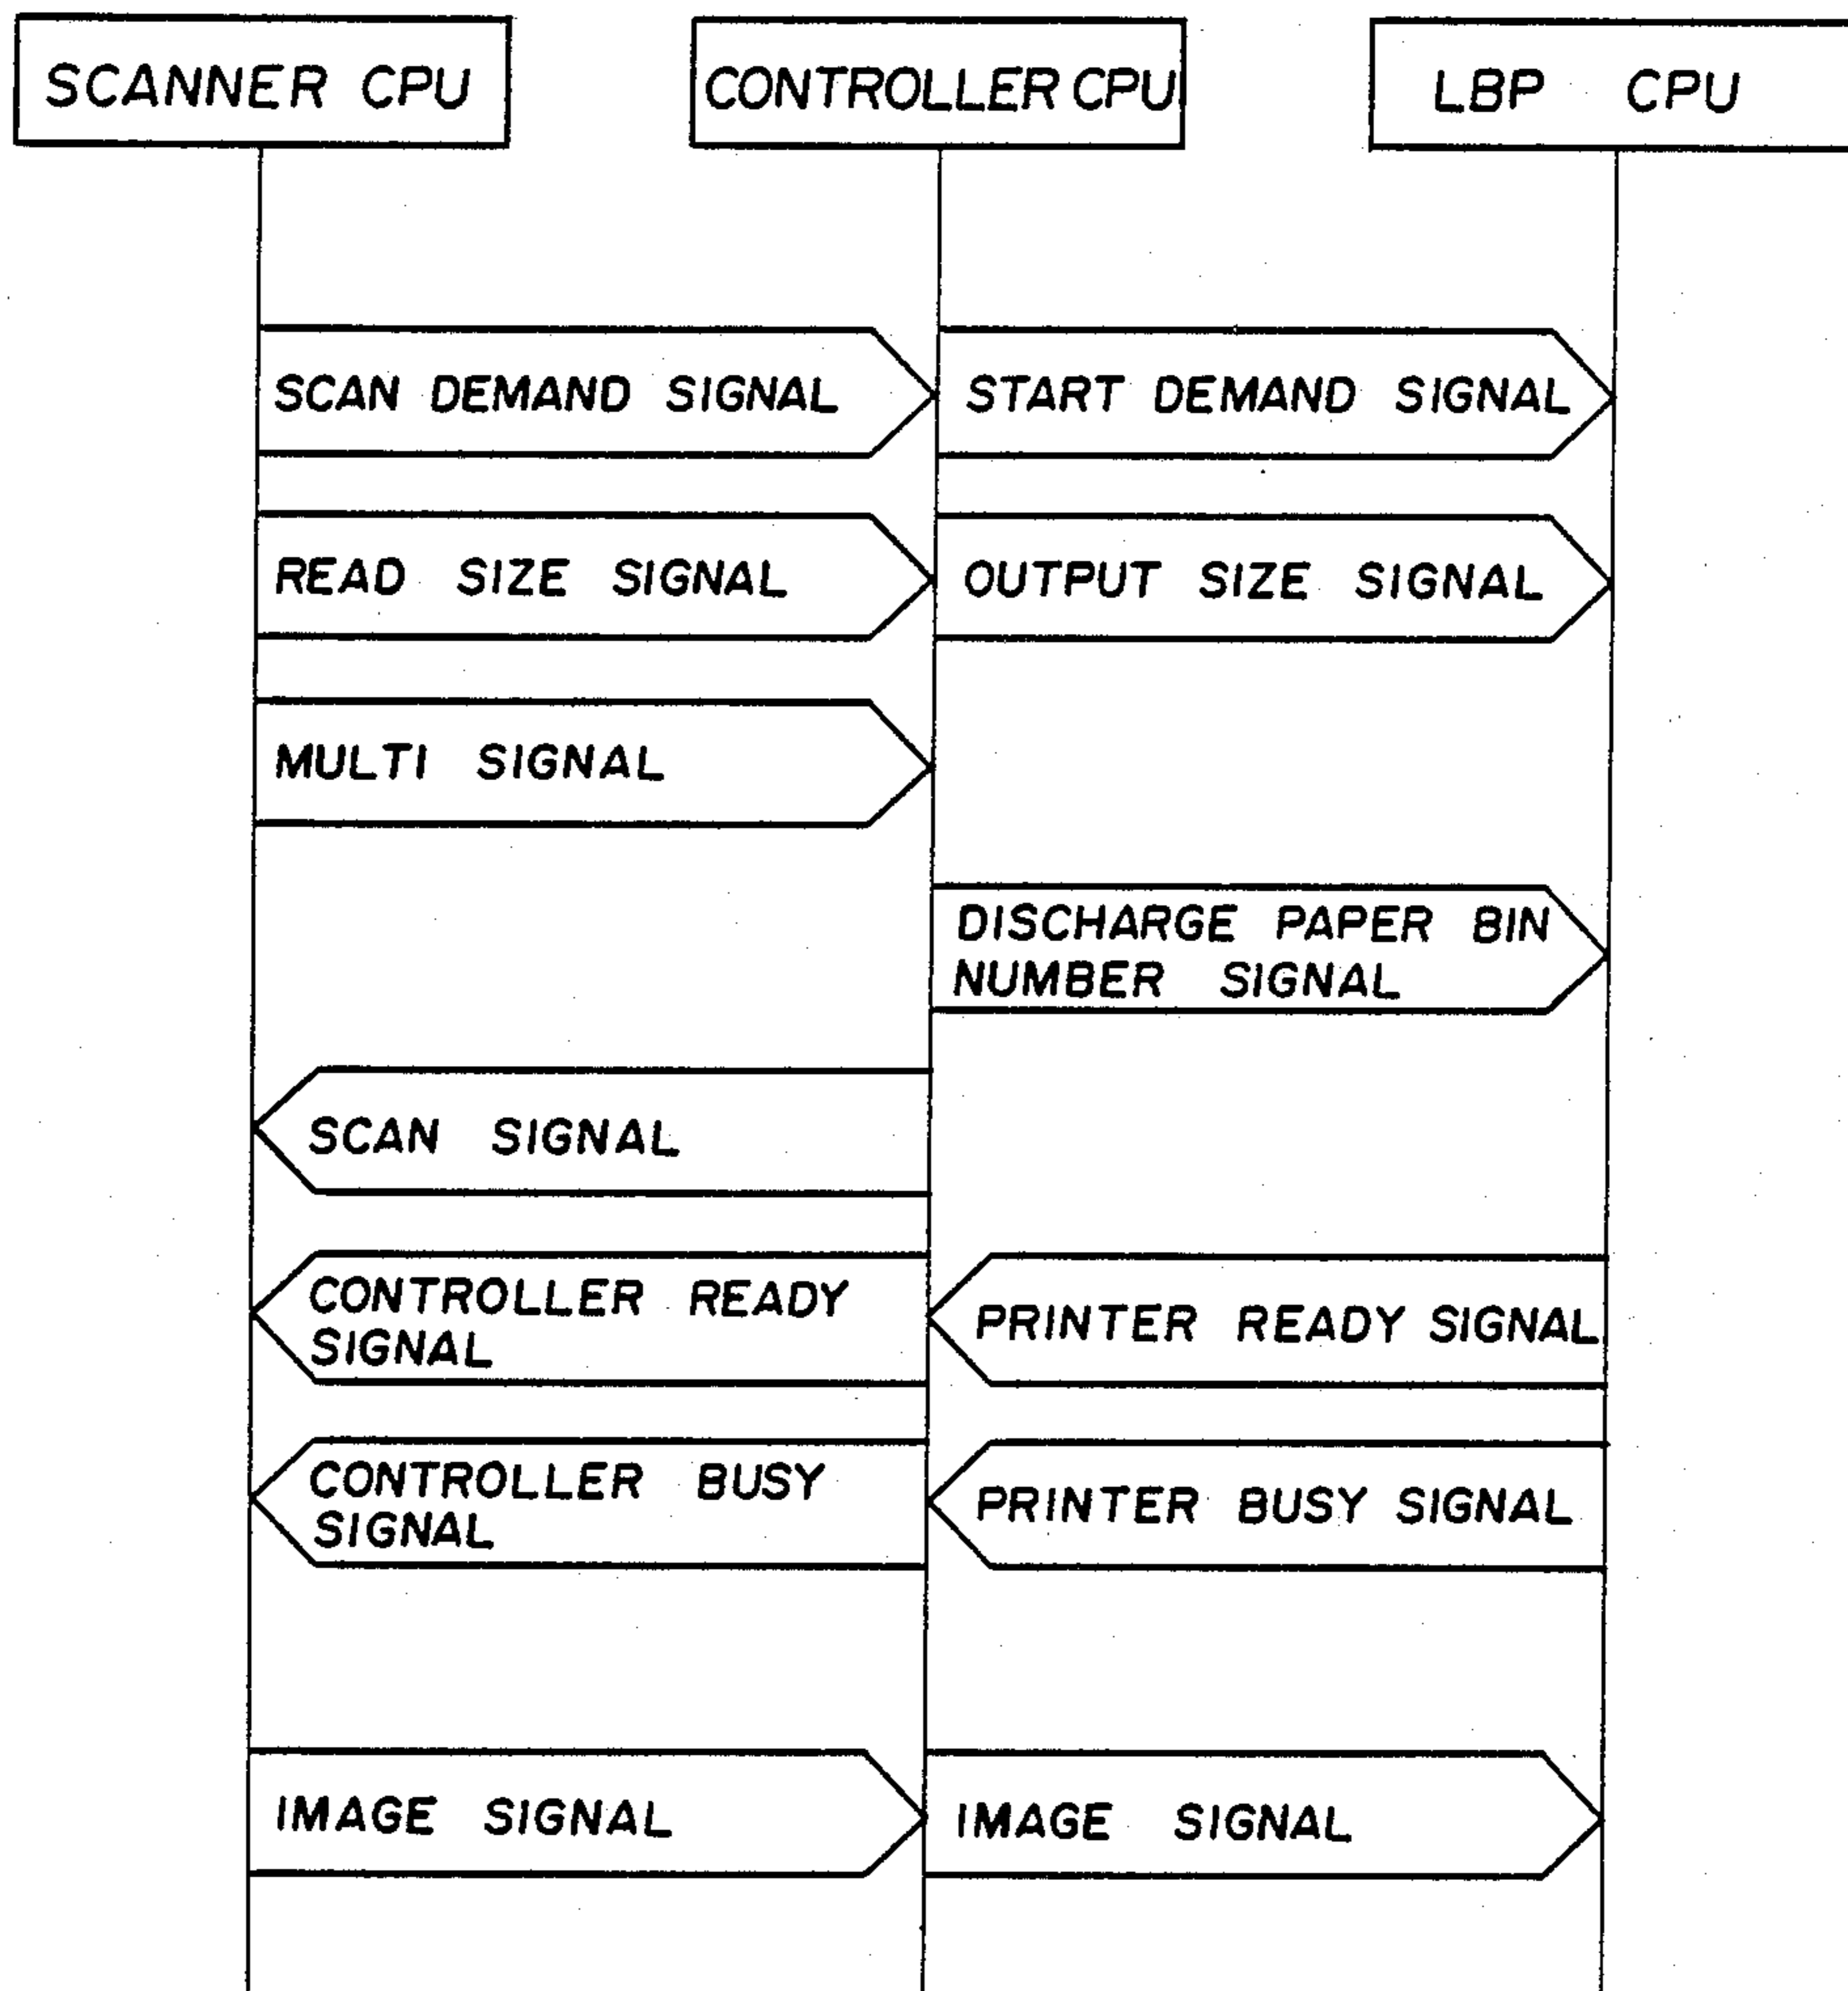 SCANNER CPU
CONTROLLER CPU
LBP CPU
SCAN DEMAND SIGNAL
START DEMAND SIGNAL
READ SIZE SIGNAL
OUTPUT SIZE SIGNAL
MULTI SIGNAL
DISCHARGE PAPER BIN
NUMBER SIGNAL
SCAN SIGNAL
CONTROLLER READY
SIGNAL
PRINTER READY SIGNAL
CONTROLLER BUSY
SIGNAL
PRINTER BUSY SIGNAL
IMAGE SIGNAL
IMAGE SIGNAL